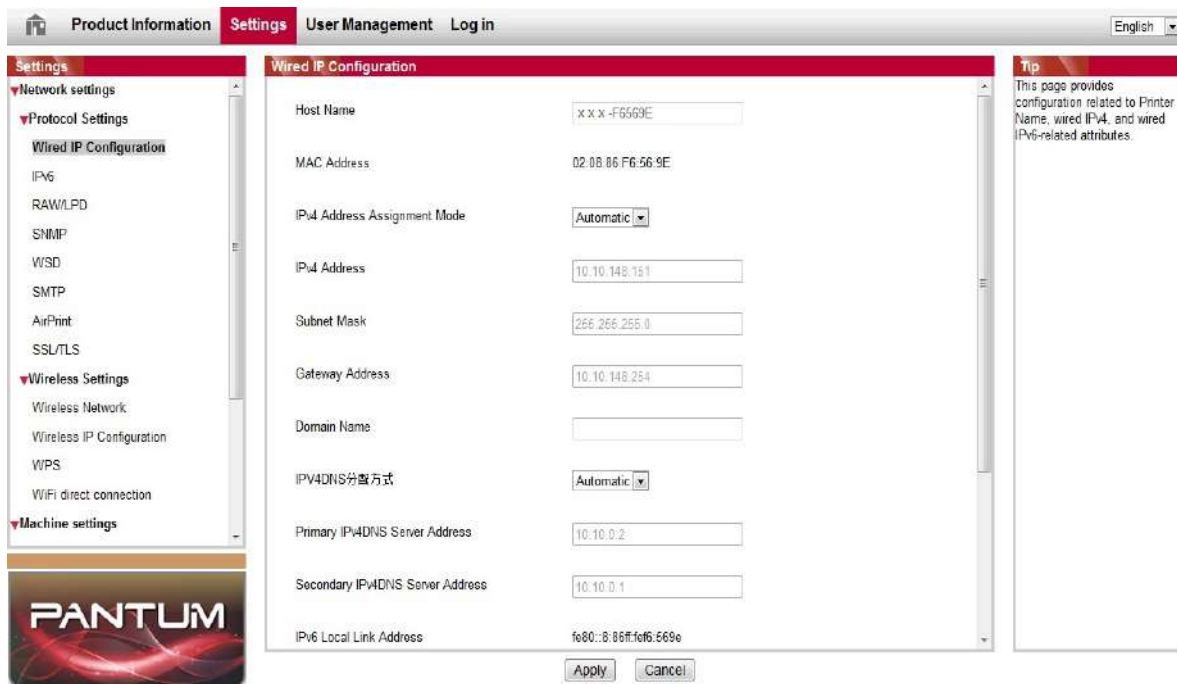 Product Information Settings User Management Log in English
Settings
Network settings
Protocol Settings
Wired IP Configuration
IPv6
RAW/LPD
SNMP
WSD
SMTP
AirPrint
SSL/TLS
Wireless Settings
Wireless Network
Wireless IP Configuration
WPS
WiFi direct connection
Machine settings
PANTUM
Wired IP Configuration
Host Name x x x -F6569E
MAC Address 02:08:86:F6:56:9E
IPv4 Address Assignment Mode Automatic
IPv4 Address 10.10.148.151
Subnet Mask 255.255.255.0
Gateway Address 10.10.148.254
Domain Name
IPV4DNS分配方式 Automatic
Primary IPv4DNS Server Address 10.10.0.2
Secondary IPv4DNS Server Address 10.10.0.1
IPv6 Local Link Address fe80::8:86ff:fef6:569e
Apply Cancel
Tip
This page provides
configuration related to Printer
Name, wired IPv4, and wired
IPv6-related attributes.